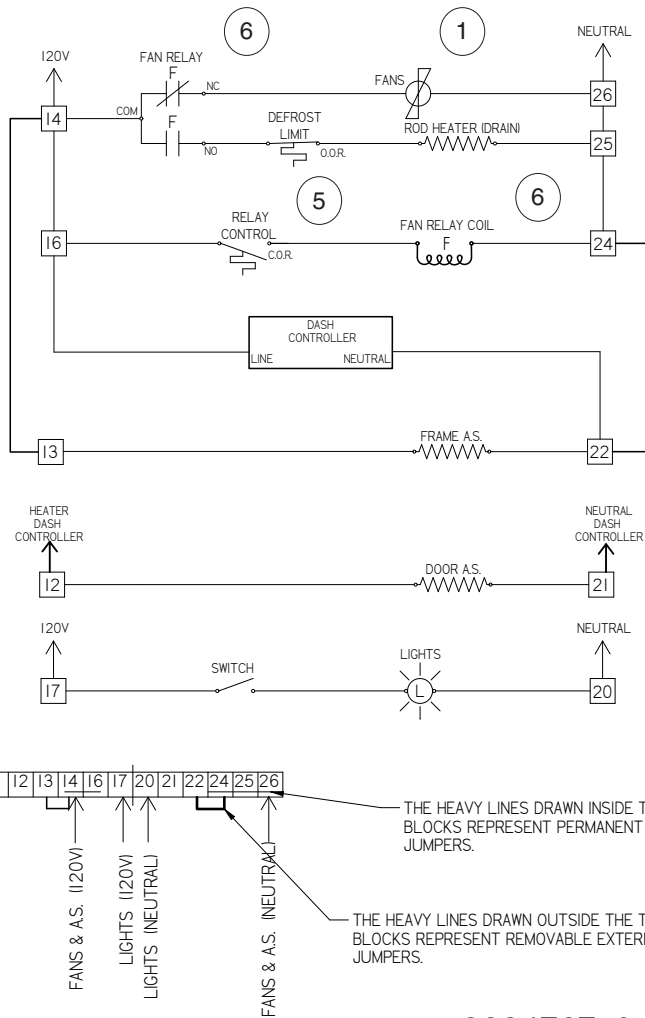 6
1
120V
FAN RELAY
F
NC
FANS
NEUTRAL
26
14
COM
F
NO
DEFROST
LIMIT
O.O.R.
ROD HEATER (DRAIN)
25
5
6
16
RELAY
CONTROL
C.O.R.
FAN RELAY COIL
F
24
DASH
CONTROLLER
LINE
NEUTRAL
13
FRAME A.S.
22
HEATER
DASH
CONTROLLER
NEUTRAL
DASH
CONTROLLER
12
DOOR A.S.
21
120V
NEUTRAL
17
SWITCH
LIGHTS
L
20
12 13 14 16 17 20 21 22 24 25 26
FANS & A.S. (120V)
LIGHTS (120V)
LIGHTS (NEUTRAL)
FANS & A.S. (NEUTRAL)
THE HEAVY LINES DRAWN INSIDE
BLOCKS REPRESENT PERMANENT
JUMPERS.
THE HEAVY LINES DRAWN OUTSIDE THE
BLOCKS REPRESENT REMOVABLE
JUMPERS.